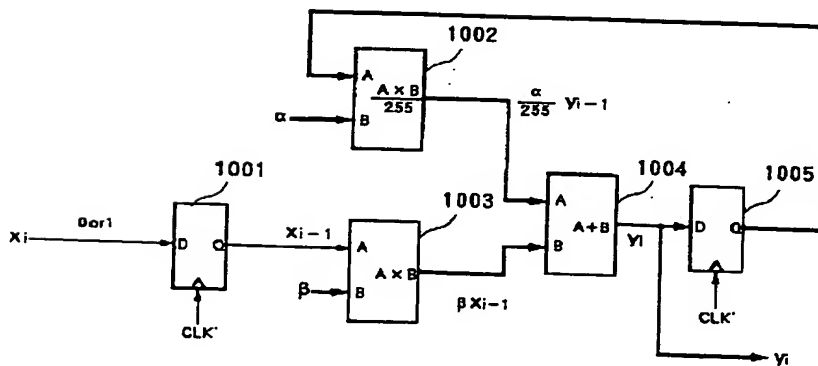 1002
A
A × B
255
α
B
α
255
yi-1
1001
1003
1004
1005
Xi
0or1
D
Q
Xi-1
A
A × B
β
B
βXi-1
A
A+B
B
yi
D
Q
CLK'
CLK'
yi